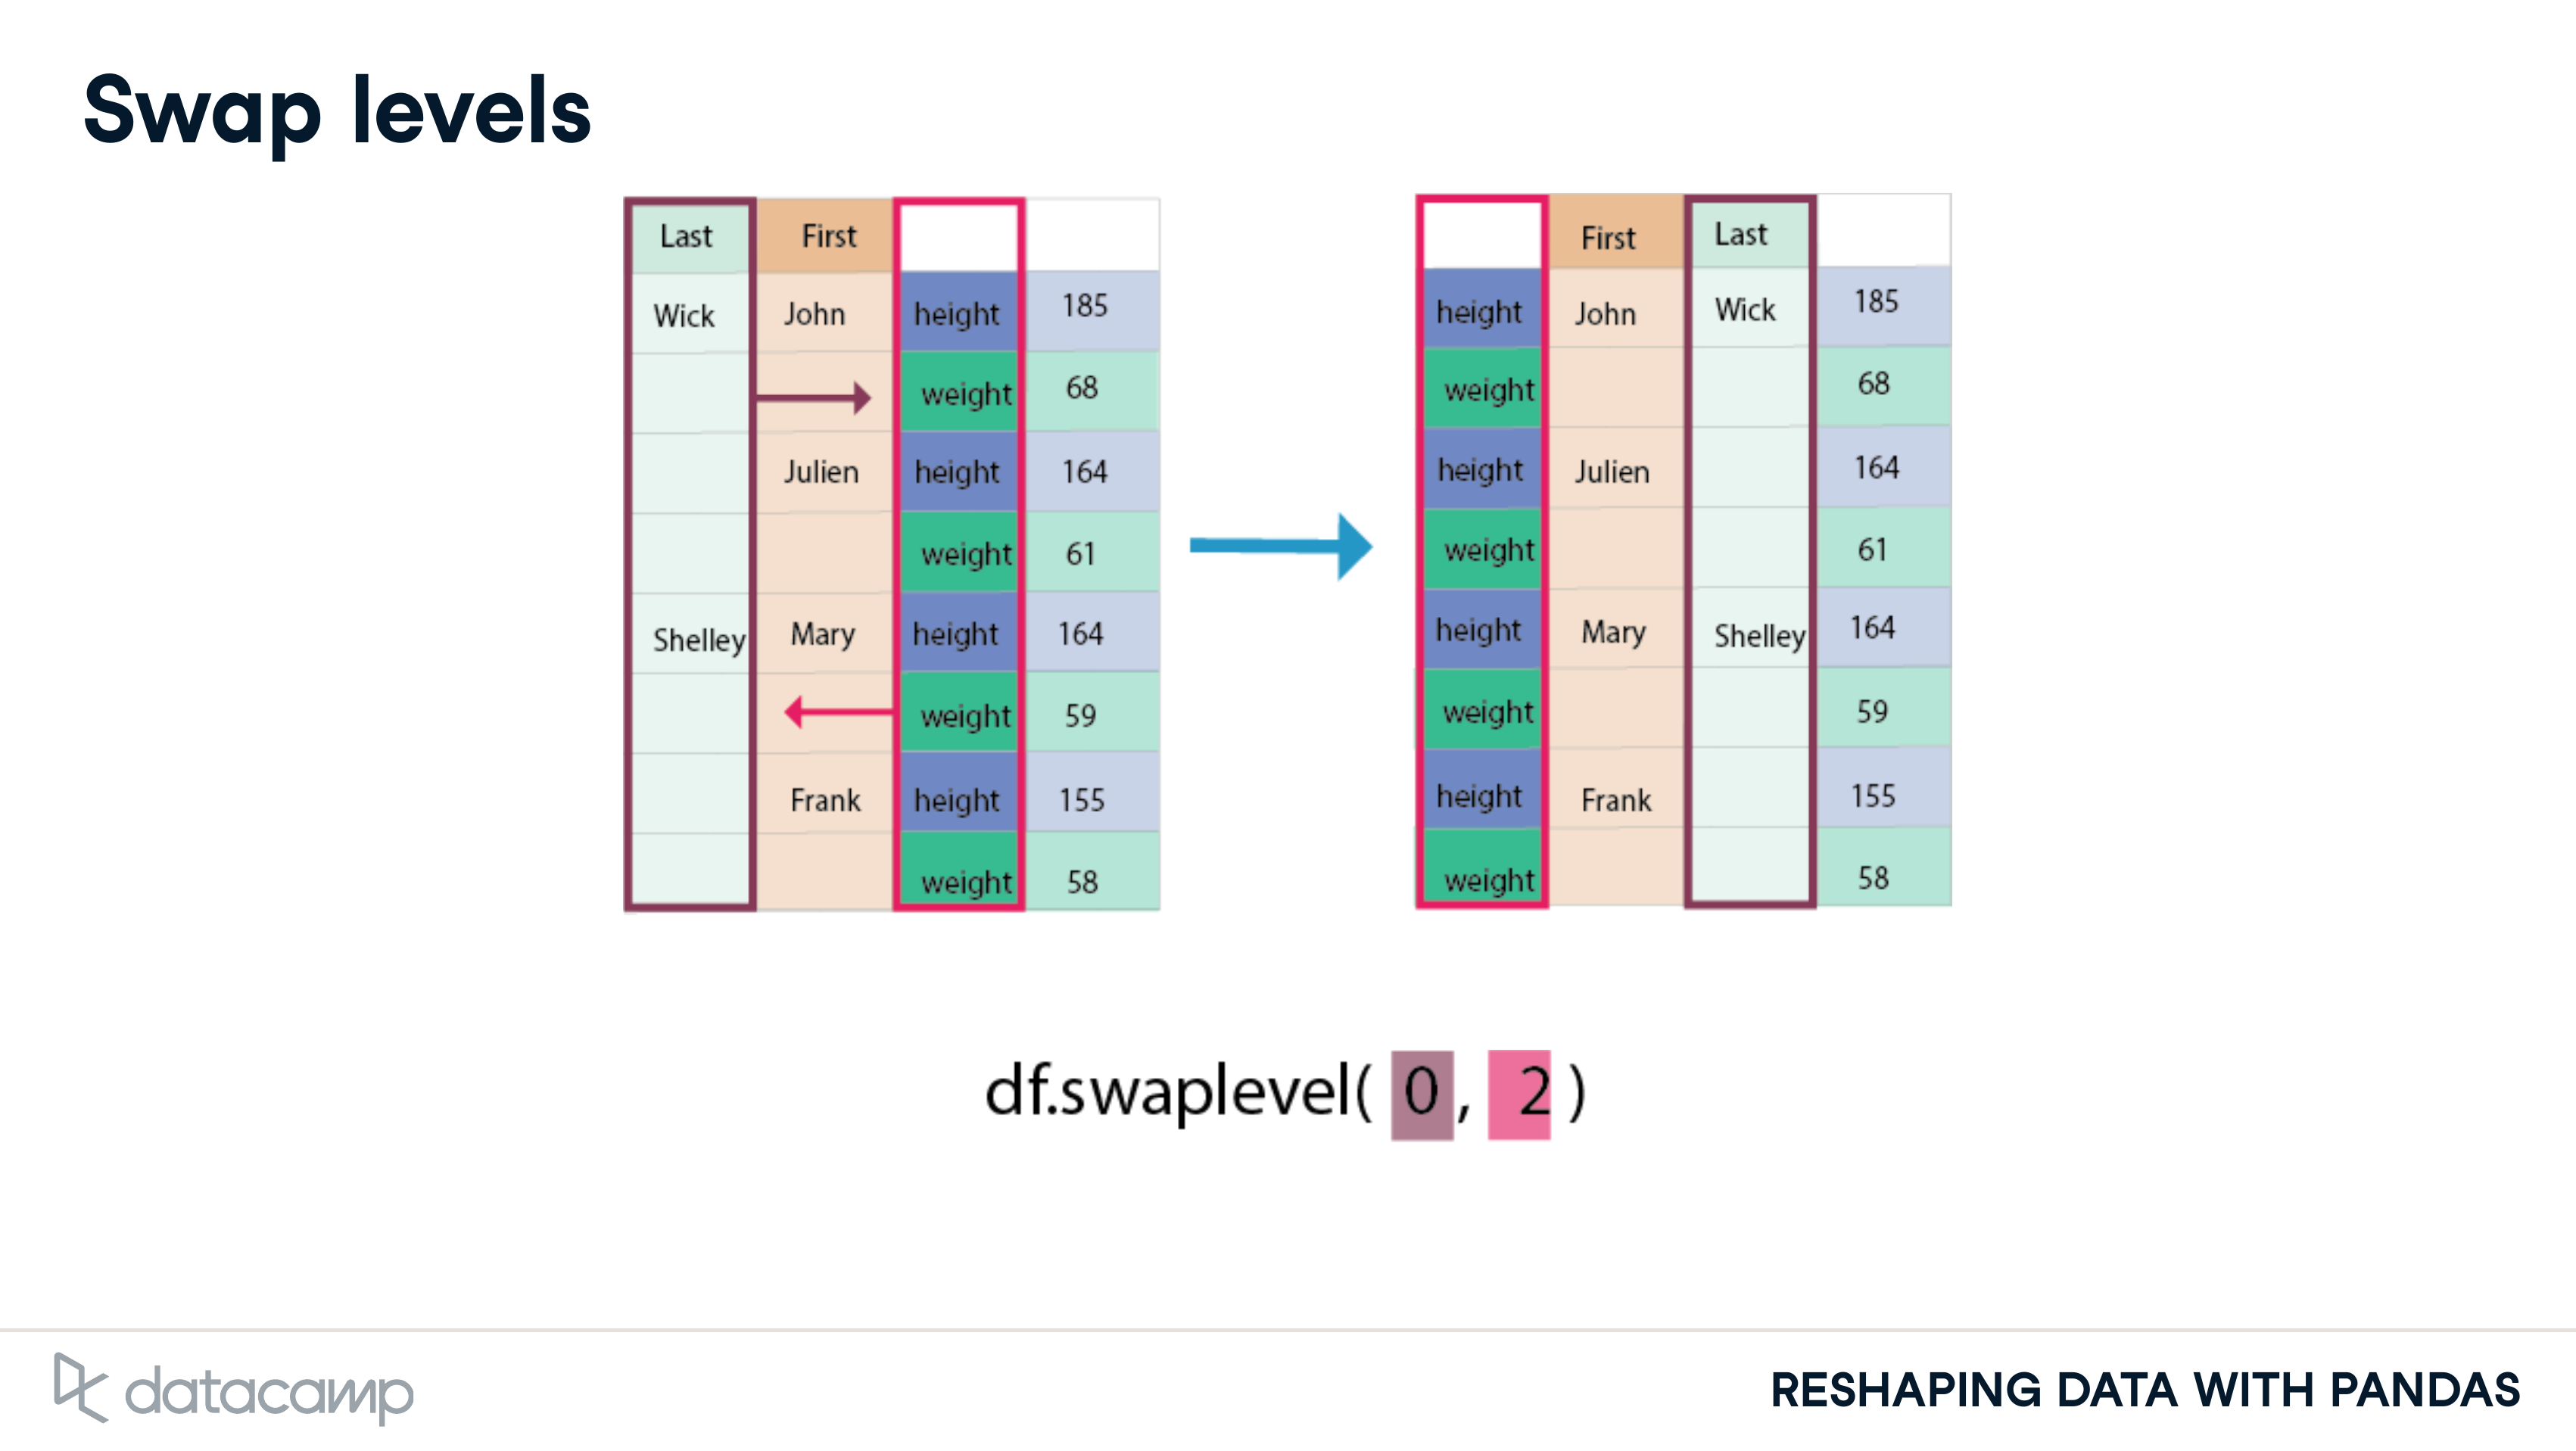 Swap levels
Last First
Wick John height 185
weight 68
Julien height 164
weight 61
Shelley Mary height 164
weight 59
Frank height 155
weight 58
First Last
height John Wick 185
weight 68
height Julien 164
weight 61
height Mary Shelley 164
weight 59
height Frank 155
weight 58
df.swaplevel( 0, 2 )
datacamp
RESHAPING DATA WITH PANDAS